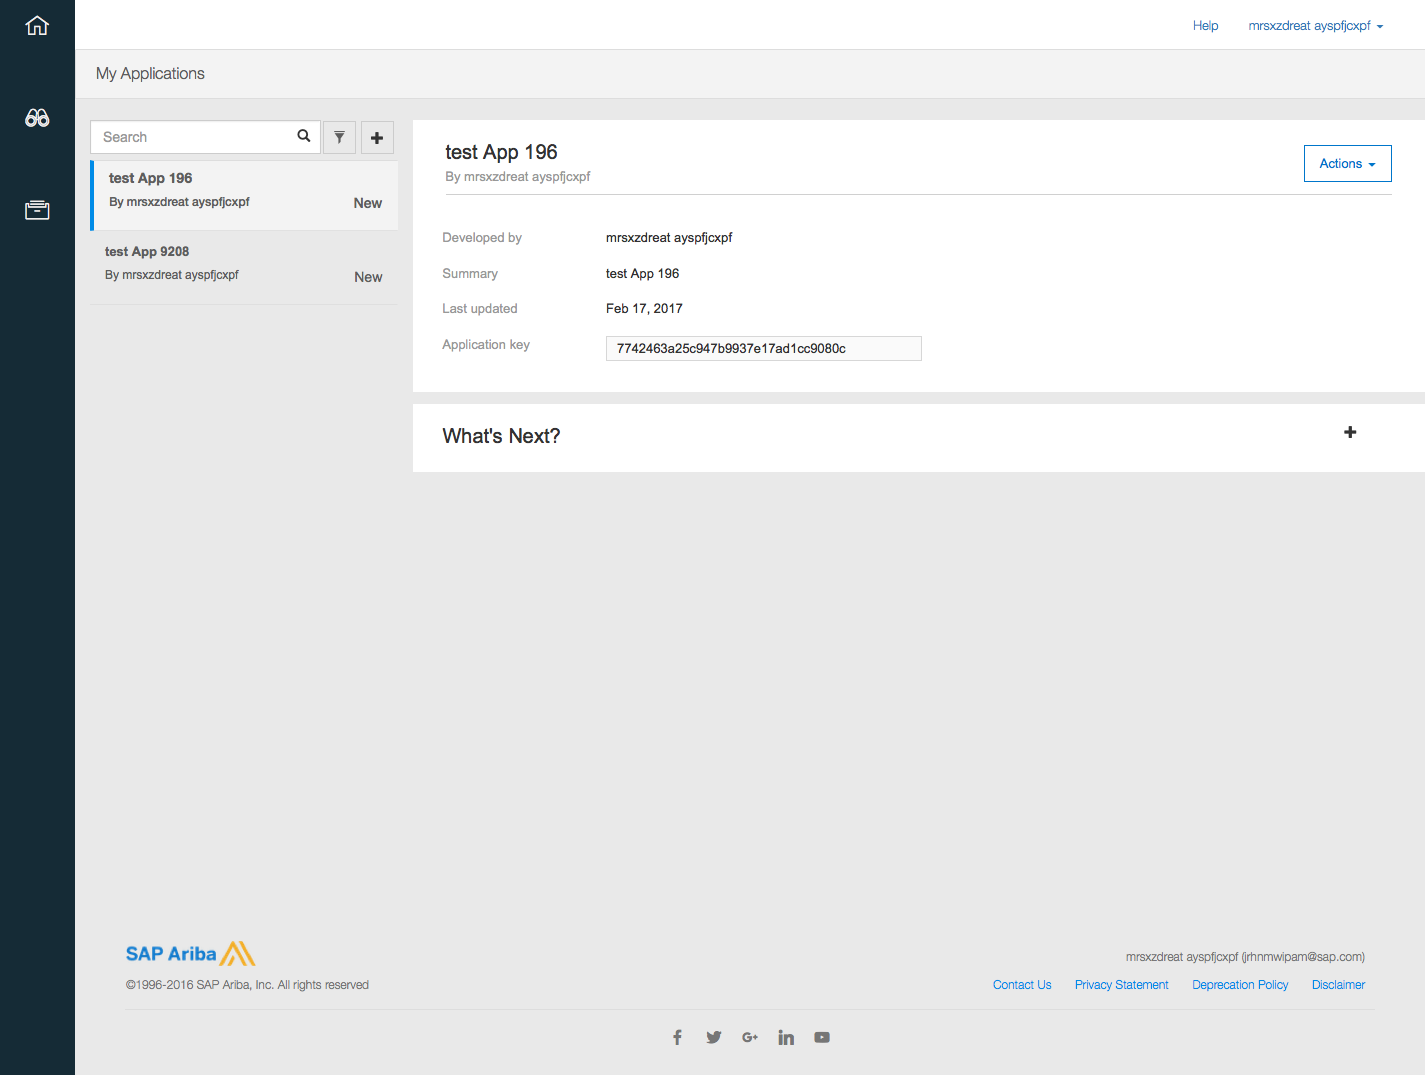 Help
mrsxzdreat ayspfjcxpf
My Applications
Search
test App 196
By mrsxzdreat ayspfjcxpf
New
test App 9208
By mrsxzdreat ayspfjcxpf
New
test App 196
By mrsxzdreat ayspfjcxpf
Actions
Developed by mrsxzdreat ayspfjcxpf
Summary test App 196
Last updated Feb 17, 2017
Application key 7742463a25c947b9937e17ad1cc9080c
What's Next?
SAP Ariba
©1996-2016 SAP Ariba, Inc. All rights reserved
mrsxzdreat ayspfjcxpf (jrhnmwipam@sap.com)
Contact Us Privacy Statement Deprecation Policy Disclaimer